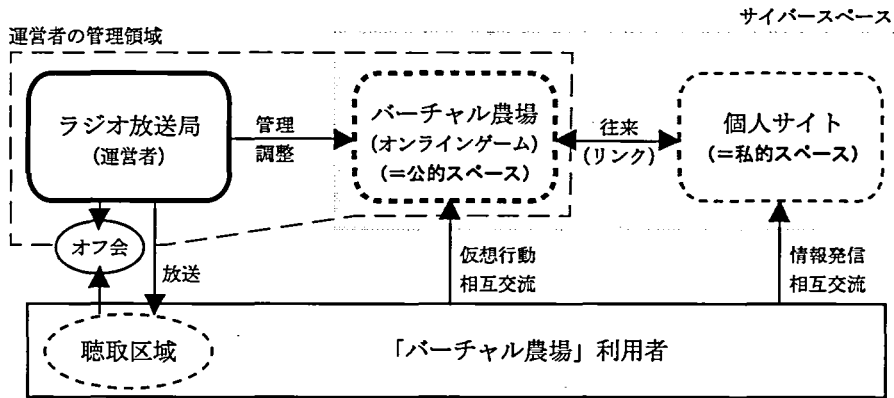 サイバースペース
運営者の管理領域
ラジオ放送局
(運営者)
管理
調整
バーチャル農場
(オンラインゲーム)
(=公的スペース)
往来
(リンク)
個人サイト
(=私的スペース)
オフ会
放送
仮想行動
相互交流
情報発信
相互交流
聴取区域
「バーチャル農場」利用者